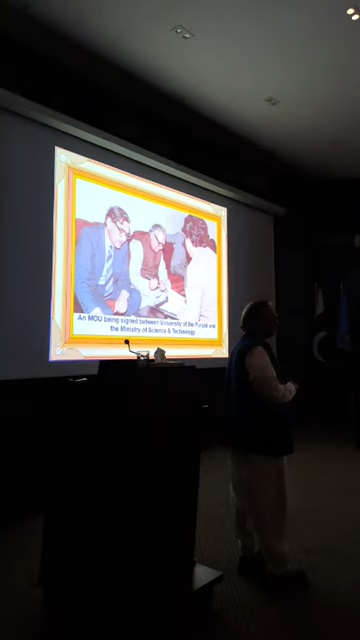 An MOU being signed between University of the Punjab and
the Ministry of Science & Technology